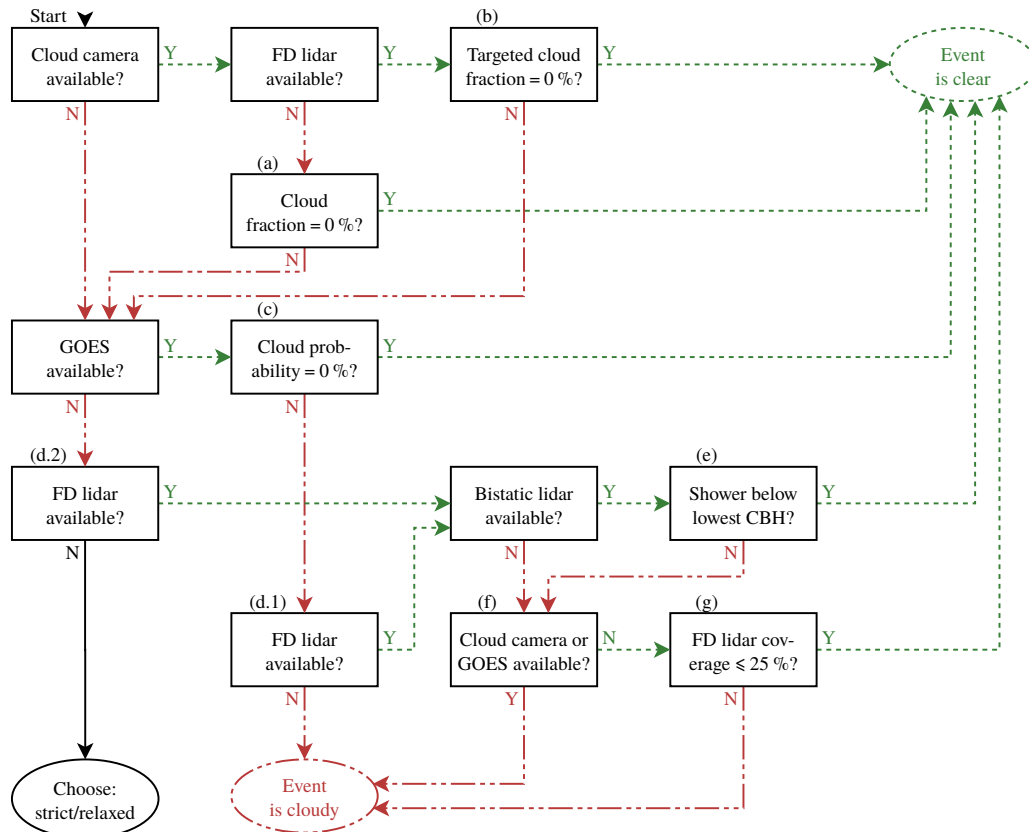 Start
(b)
Cloud camera
available?
Y
FD lidar
available?
Y
Targeted cloud
fraction = 0 %?
Y
Event
is clear
N
N
N
(a)
Cloud
fraction = 0 %?
Y
N
(c)
GOES
available?
Y
Cloud prob-
ability = 0 %?
Y
N
N
(d.2)
(e)
FD lidar
available?
Y
Bistatic lidar
available?
Y
Shower below
lowest CBH?
Y
N
N
N
(d.1)
(f)
(g)
FD lidar
available?
Y
Cloud camera or
GOES available?
N
FD lidar cov-
erage ⩽ 25 %?
Y
N
Y
N
Choose:
strict/relaxed
Event
is cloudy